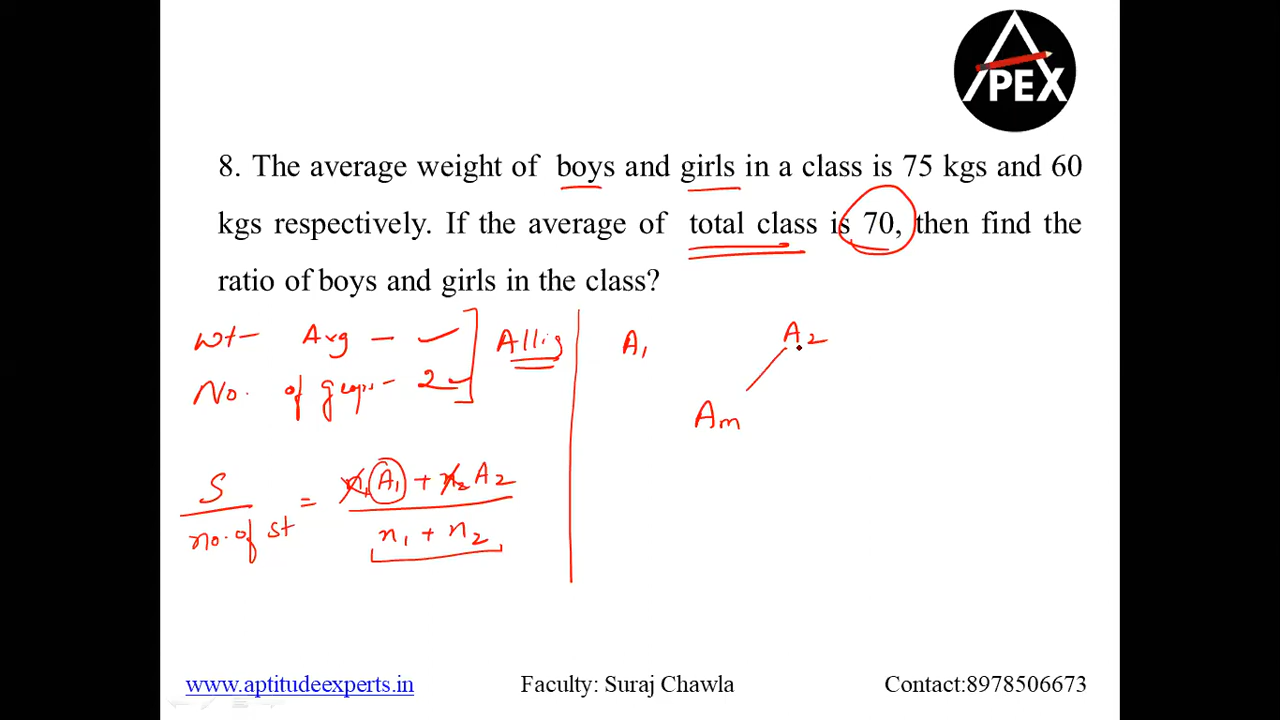 APEX
8. The average weight of boys and girls in a class is 75 kgs and 60
kgs respectively. If the average of total class is 70, then find the
ratio of boys and girls in the class?
wt- Avg - ✓
No. of - 2
Allig
S / no. of st = n₁A₁ + n₂A₂ / n₁ + n₂
A₁ A₂
Am
www.aptitudeexperts.in Faculty: Suraj Chawla Contact:8978506673